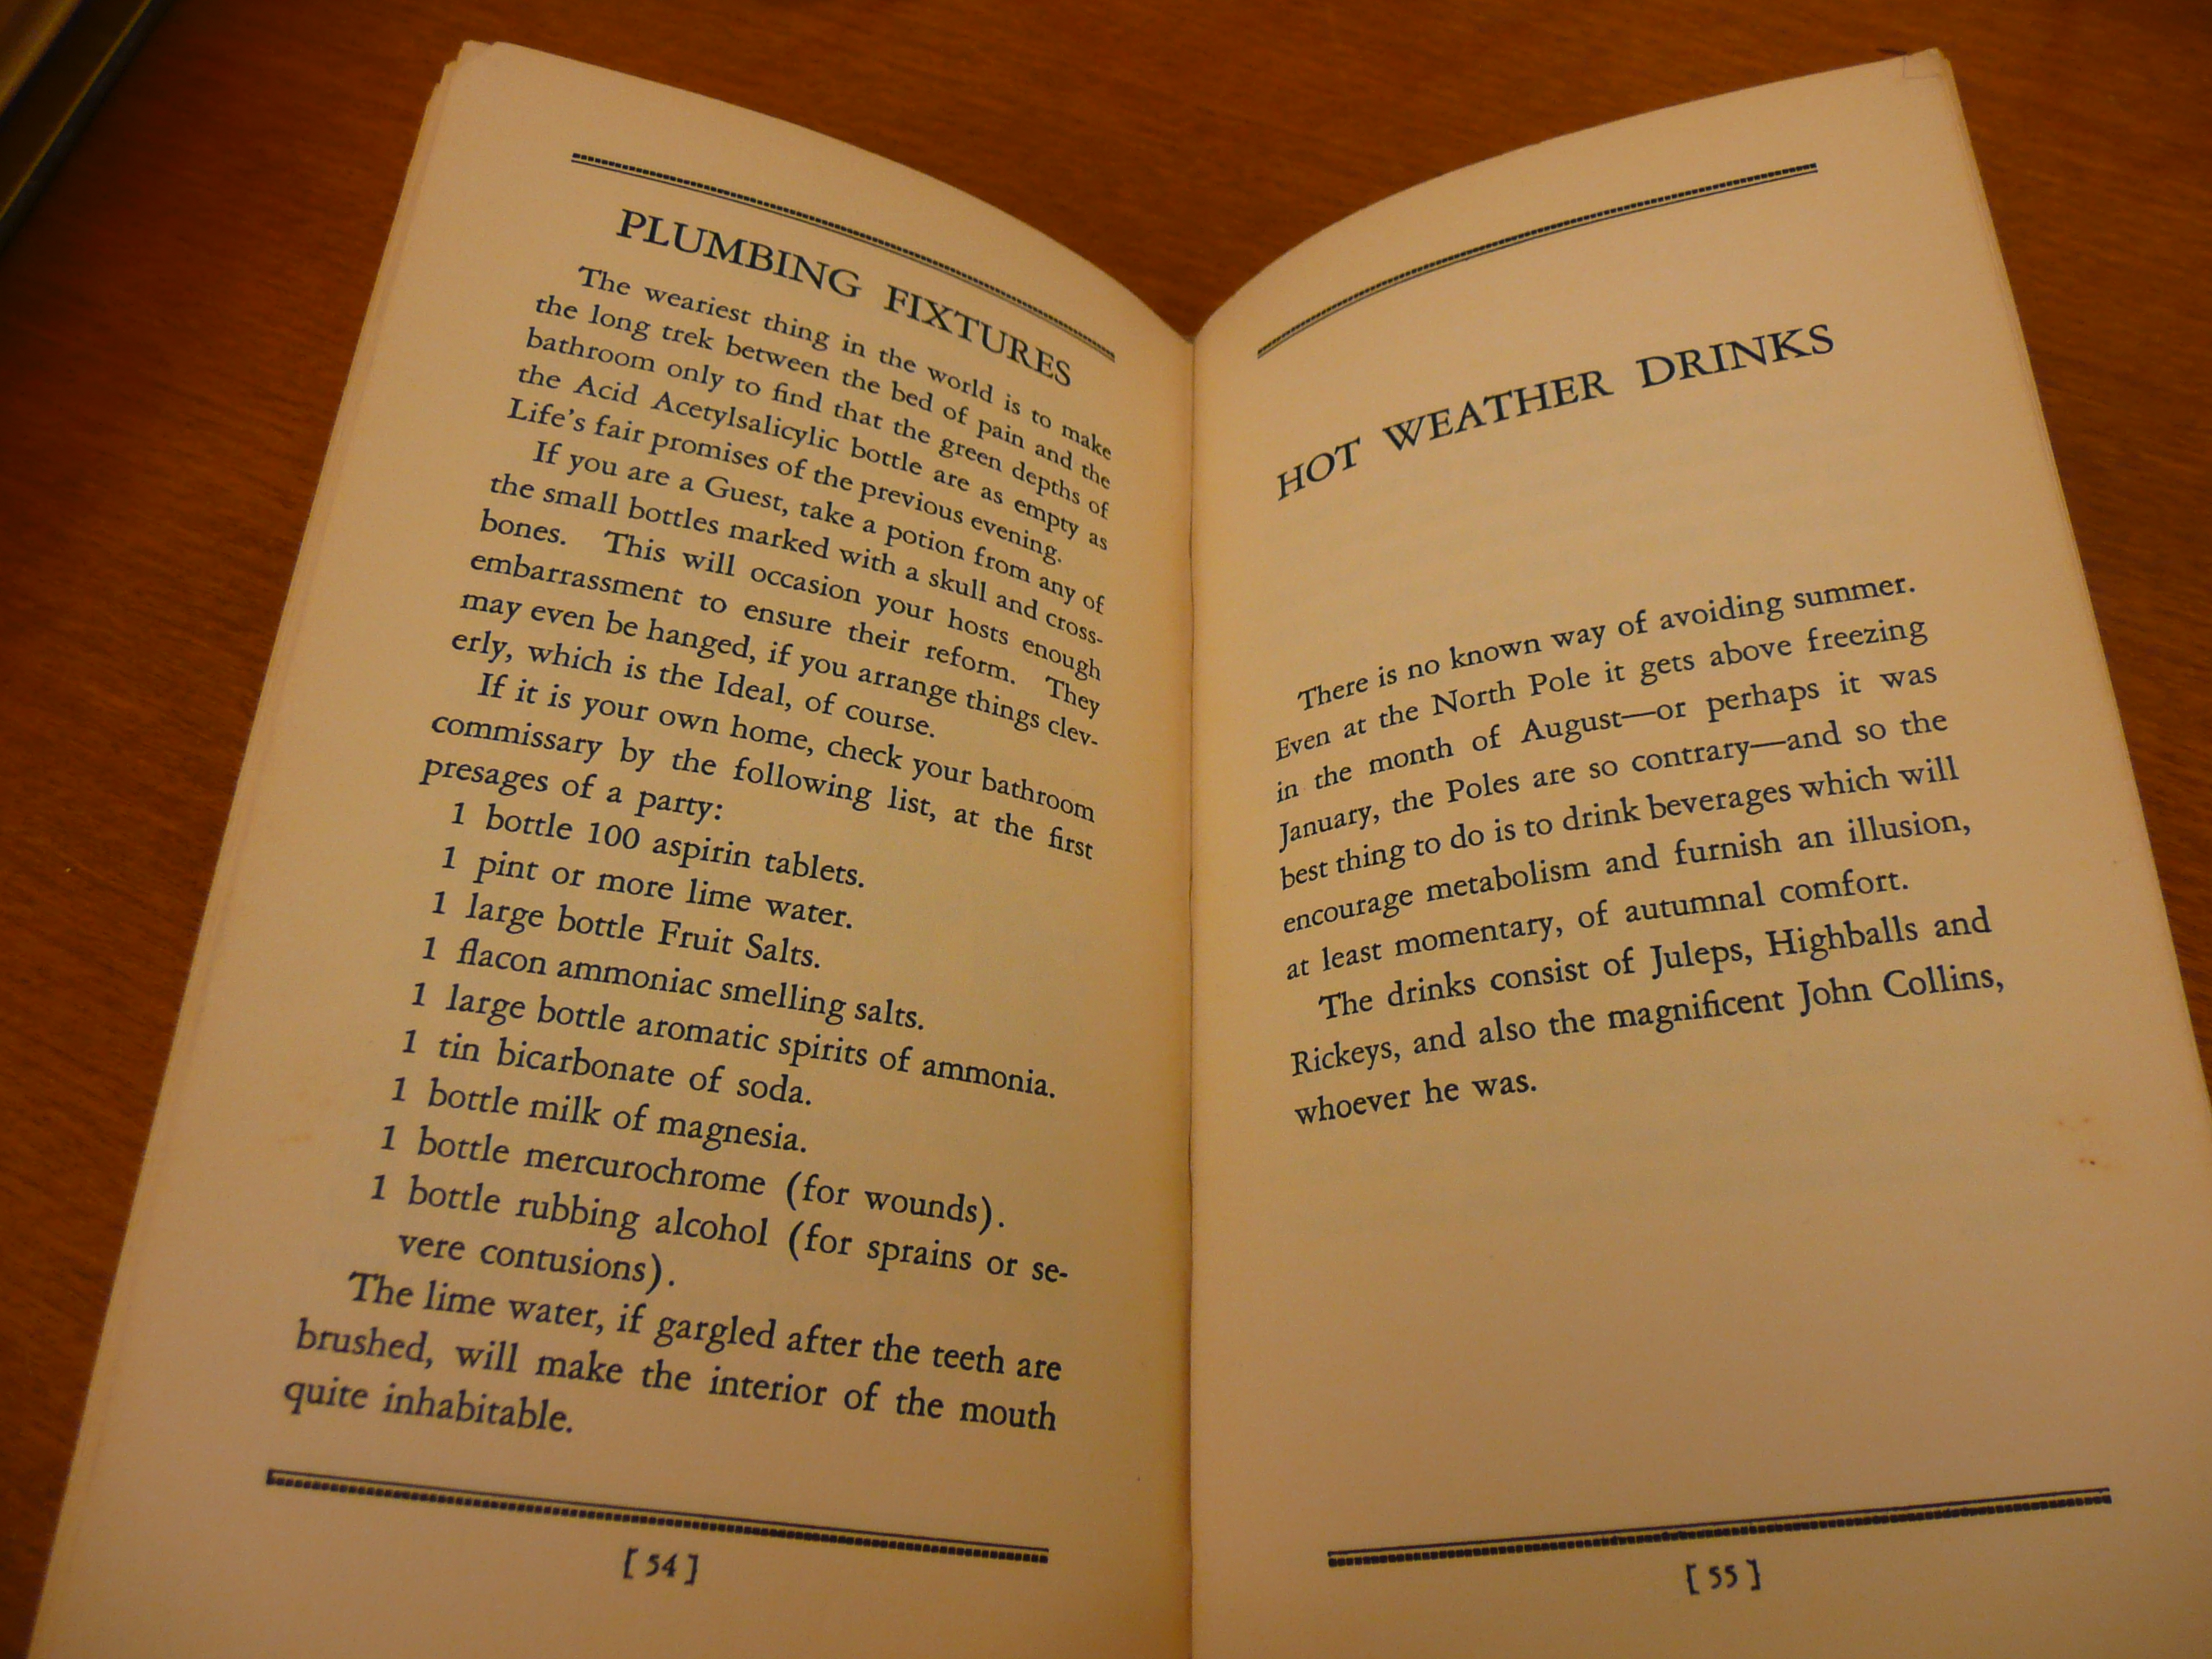 PLUMBING FIXTURES
The weariest thing in the world is to make
the long trek between the bed of pain and the
bathroom only to find that the green depths of
the Acid Acetylsalicylic bottle are as empty as
Life's fair promises of the previous evening.
If you are a Guest, take a potion from any of
the small bottles marked with a skull and cross-
bones. This will occasion your hosts enough
embarrassment to ensure their reform. They
may even be hanged, if you arrange things clev-
erly, which is the Ideal, of course.
If it is your own home, check your bathroom
commissary by the following list, at the first
presages of a party:
1 bottle 100 aspirin tablets.
1 pint or more lime water.
1 large bottle Fruit Salts.
1 flacon ammoniac smelling salts.
1 large bottle aromatic spirits of ammonia.
1 tin bicarbonate of soda.
1 bottle milk of magnesia.
1 bottle mercurochrome (for wounds).
1 bottle rubbing alcohol (for sprains or se-
vere contusions).
The lime water, if gargled after the teeth are
brushed, will make the interior of the mouth
quite inhabitable.
[ 54 ]
HOT WEATHER DRINKS
There is no known way of avoiding summer.
Even at the North Pole it gets above freezing
in the month of August—or perhaps it was
January, the Poles are so contrary—and so the
best thing to do is to drink beverages which will
encourage metabolism and furnish an illusion,
at least momentary, of autumnal comfort.
The drinks consist of Juleps, Highballs and
Rickeys, and also the magnificent John Collins,
whoever he was.
[ 55 ]